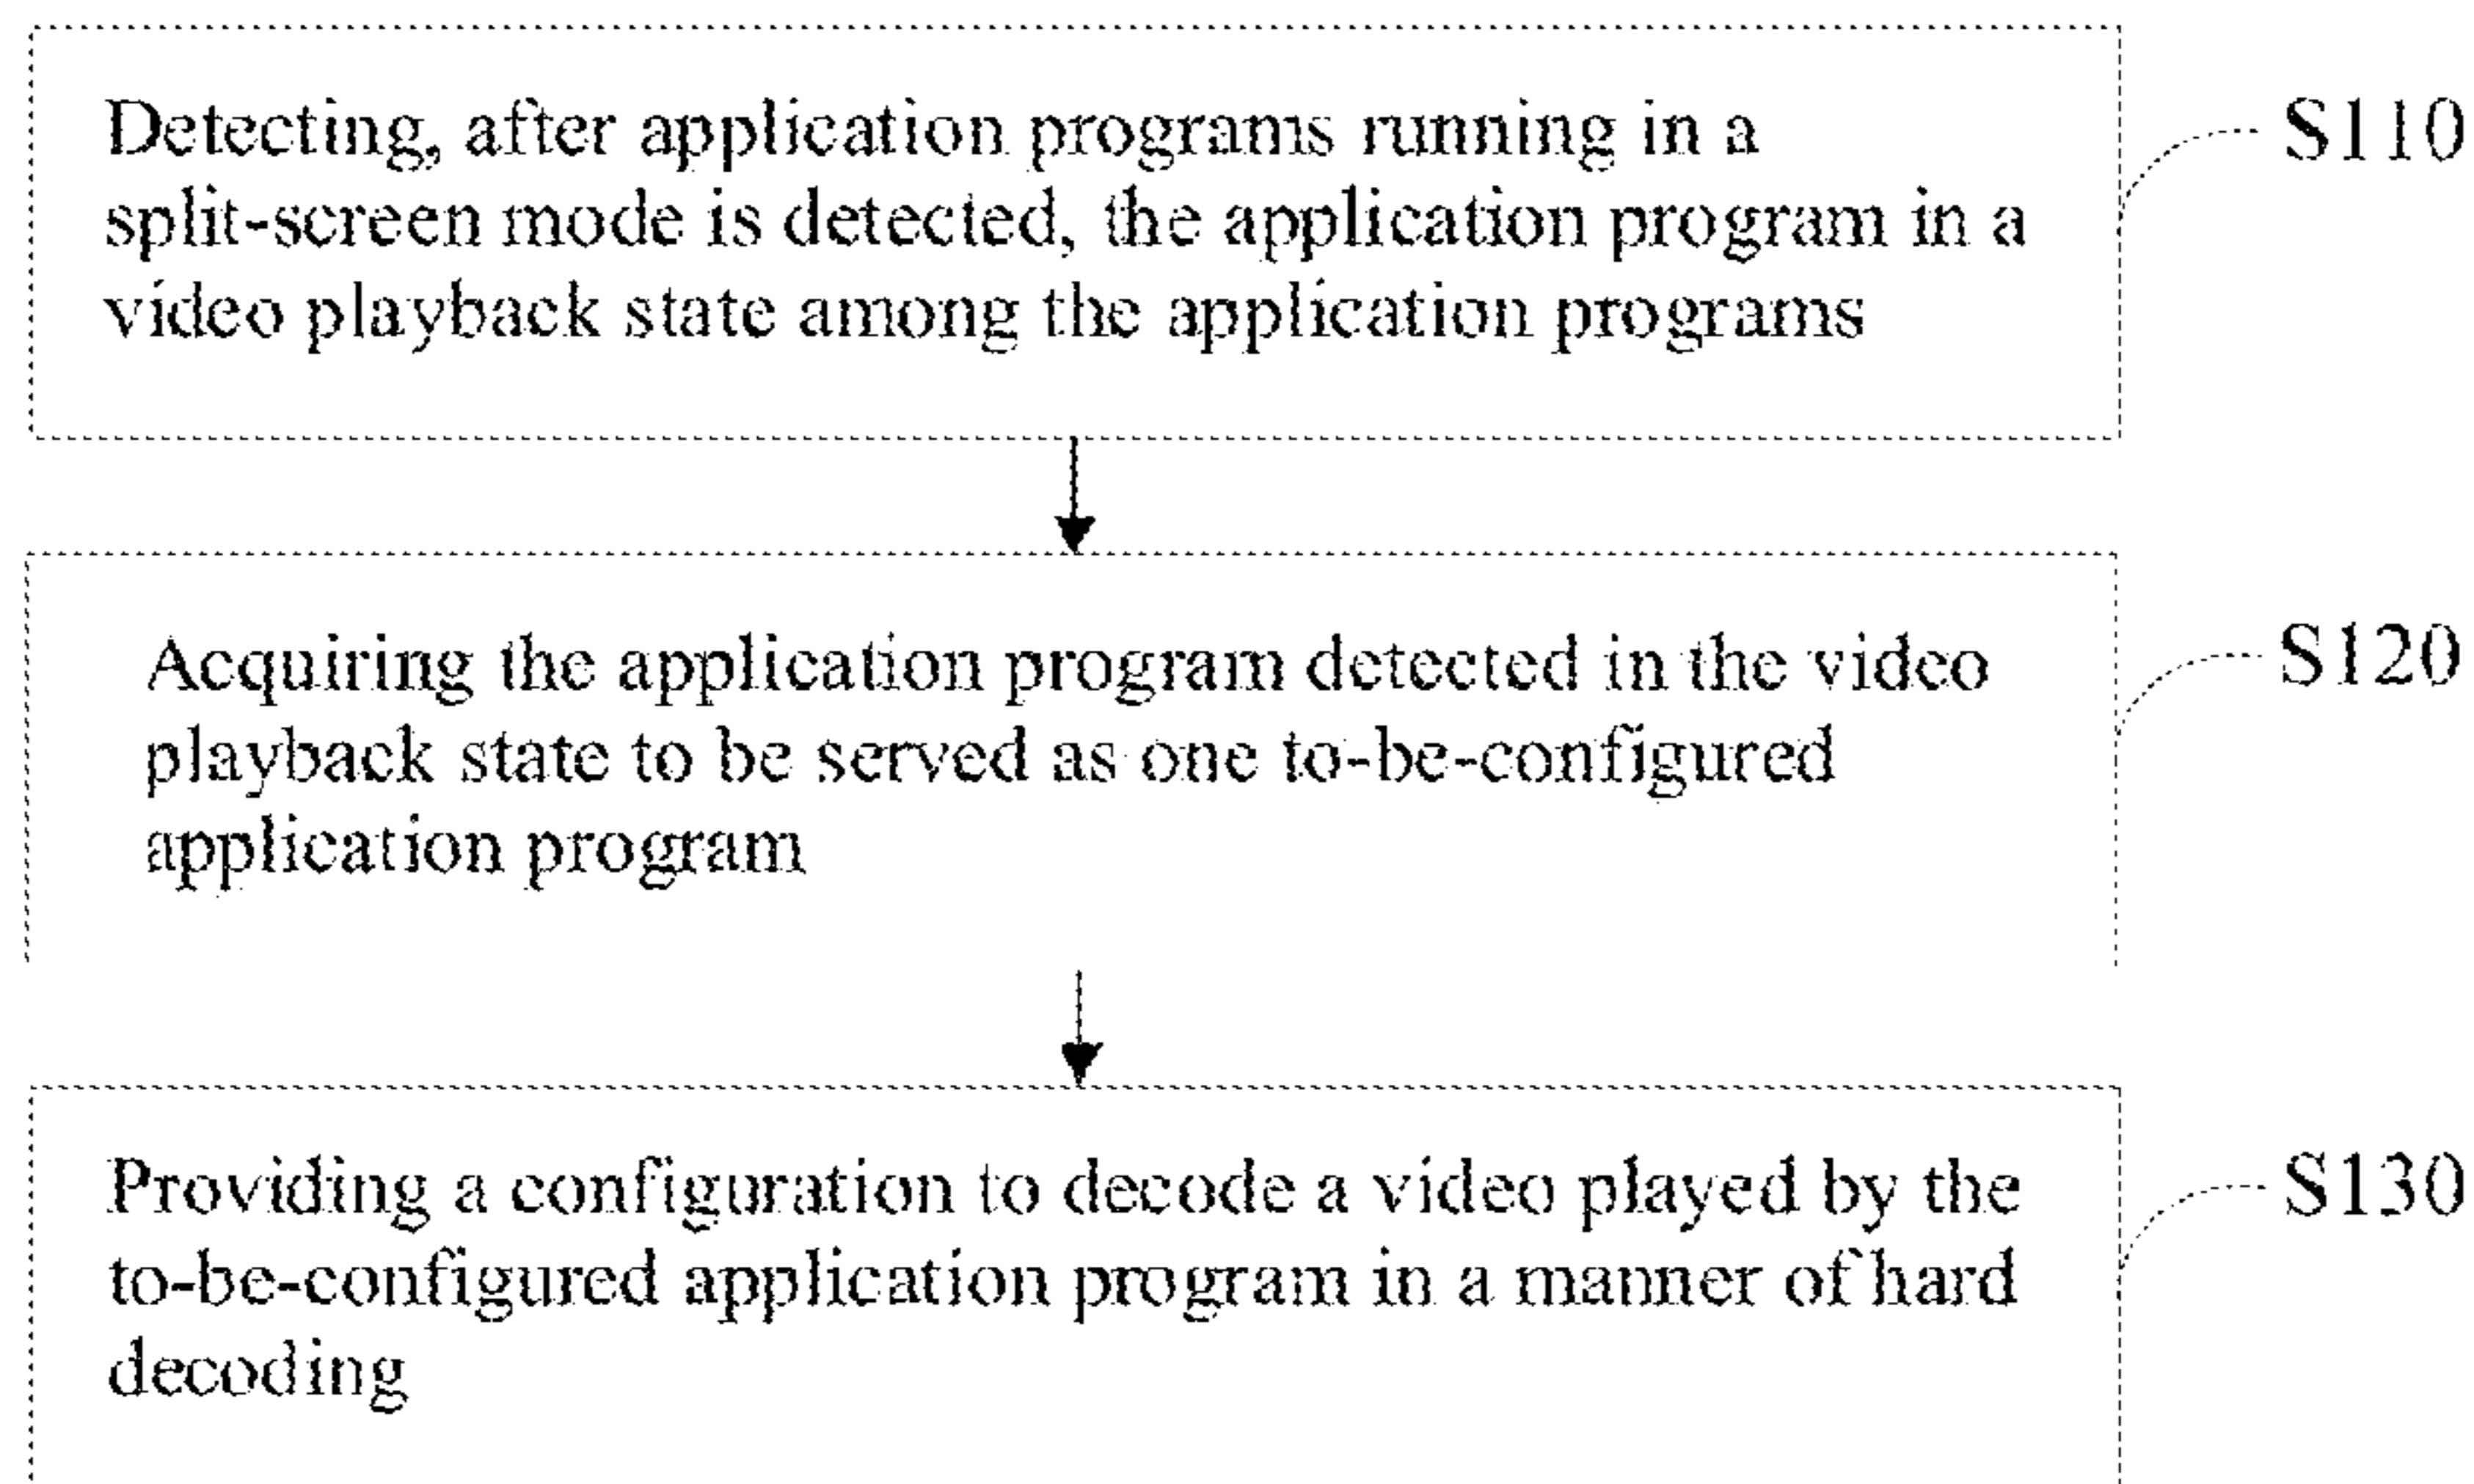 Detecting, after application programs running in a
split-screen mode is detected, the application program in a
video playback state among the application programs
S110
Acquiring the application program detected in the video
playback state to be served as one to-be-configured
application program
S120
Providing a configuration to decode a video played by the
to-be-configured application program in a manner of hard
decoding
S130